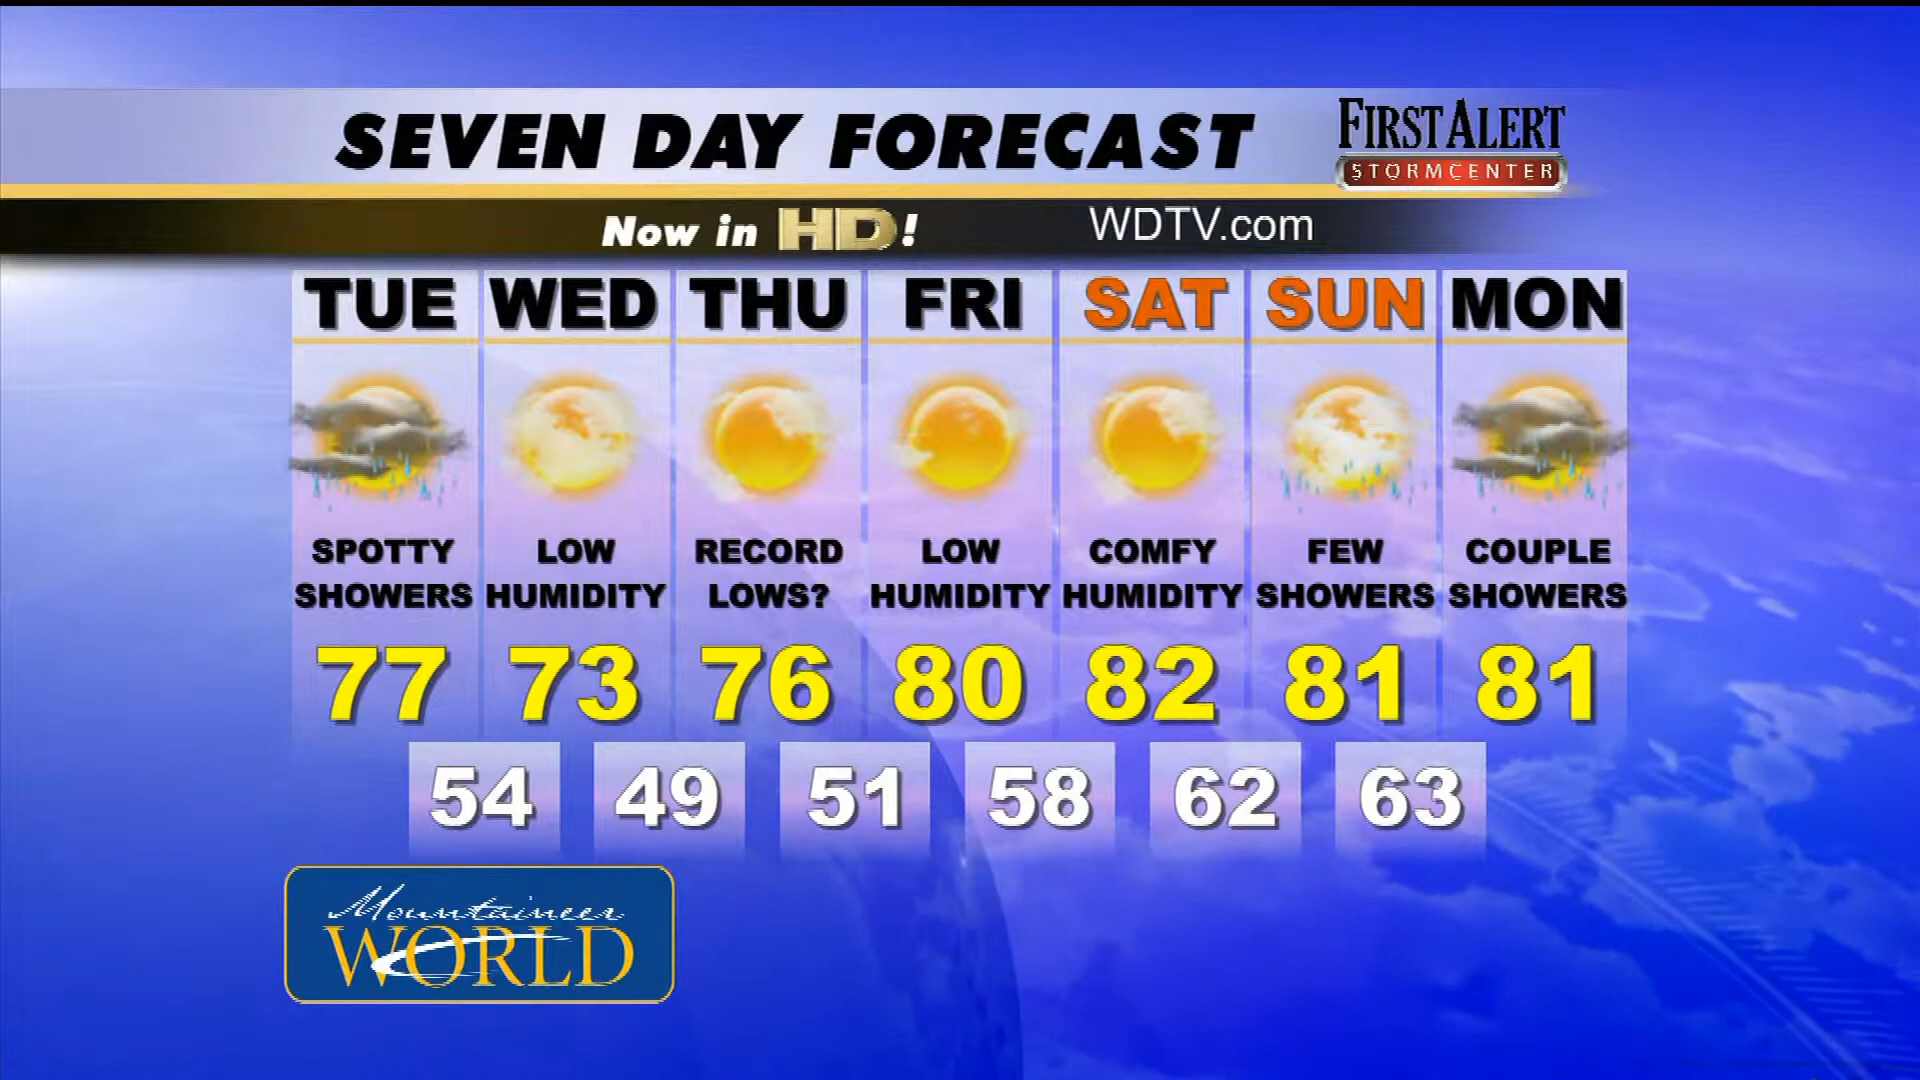 SEVEN DAY FORECAST
FIRST ALERT
STORMCENTER
Now in HD!
WDTV.com
TUE WED THU FRI SAT SUN MON
SPOTTY LOW RECORD LOW COMFY FEW COUPLE
SHOWERS HUMIDITY LOWS? HUMIDITY HUMIDITY SHOWERS SHOWERS
77 73 76 80 82 81 81
54 49 51 58 62 63
Mountaineer
WORLD